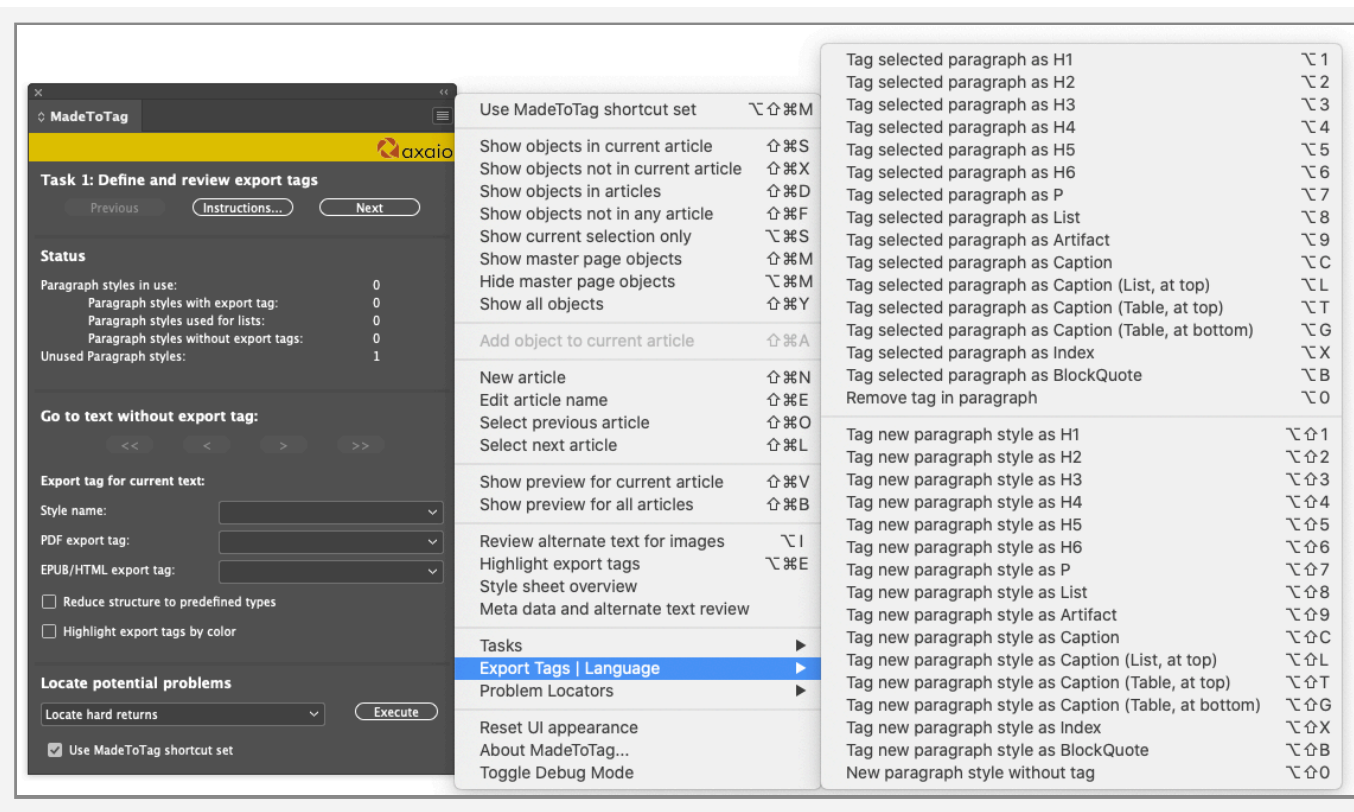 MadeToTag
axaio
Task 1: Define and review export tags
Previous Instructions... Next
Status
Paragraph styles in use: 0
Paragraph styles with export tag: 0
Paragraph styles used for lists: 0
Paragraph styles without export tags: 0
Unused Paragraph styles: 1
Go to text without export tag:
<< < > >>
Export tag for current text:
Style name:
PDF export tag:
EPUB/HTML export tag:
Reduce structure to predefined types
Highlight export tags by color
Locate potential problems
Locate hard returns Execute
Use MadeToTag shortcut set
Use MadeToTag shortcut set ⌥⇧⌘M
Show objects in current article ⇧⌘S
Show objects not in current article ⇧⌘X
Show objects in articles ⇧⌘D
Show objects not in any article ⇧⌘F
Show current selection only ⌥⌘S
Show master page objects ⇧⌘M
Hide master page objects ⌥⌘M
Show all objects ⇧⌘Y
Add object to current article ⇧⌘A
New article ⇧⌘N
Edit article name ⇧⌘E
Select previous article ⇧⌘O
Select next article ⇧⌘L
Show preview for current article ⇧⌘V
Show preview for all articles ⇧⌘B
Review alternate text for images ⌥I
Highlight export tags ⌥⌘E
Style sheet overview
Meta data and alternate text review
Tasks
Export Tags | Language
Problem Locators
Reset UI appearance
About MadeToTag...
Toggle Debug Mode
Tag selected paragraph as H1 ⌥1
Tag selected paragraph as H2 ⌥2
Tag selected paragraph as H3 ⌥3
Tag selected paragraph as H4 ⌥4
Tag selected paragraph as H5 ⌥5
Tag selected paragraph as H6 ⌥6
Tag selected paragraph as P ⌥7
Tag selected paragraph as List ⌥8
Tag selected paragraph as Artifact ⌥9
Tag selected paragraph as Caption ⌥C
Tag selected paragraph as Caption (List, at top) ⌥L
Tag selected paragraph as Caption (Table, at top) ⌥T
Tag selected paragraph as Caption (Table, at bottom) ⌥G
Tag selected paragraph as Index ⌥X
Tag selected paragraph as BlockQuote ⌥B
Remove tag in paragraph ⌥0
Tag new paragraph style as H1 ⌥⇧1
Tag new paragraph style as H2 ⌥⇧2
Tag new paragraph style as H3 ⌥⇧3
Tag new paragraph style as H4 ⌥⇧4
Tag new paragraph style as H5 ⌥⇧5
Tag new paragraph style as H6 ⌥⇧6
Tag new paragraph style as P ⌥⇧7
Tag new paragraph style as List ⌥⇧8
Tag new paragraph style as Artifact ⌥⇧9
Tag new paragraph style as Caption ⌥⇧C
Tag new paragraph style as Caption (List, at top) ⌥⇧L
Tag new paragraph style as Caption (Table, at top) ⌥⇧T
Tag new paragraph style as Caption (Table, at bottom) ⌥⇧G
Tag new paragraph style as Index ⌥⇧X
Tag new paragraph style as BlockQuote ⌥⇧B
New paragraph style without tag ⌥⇧0